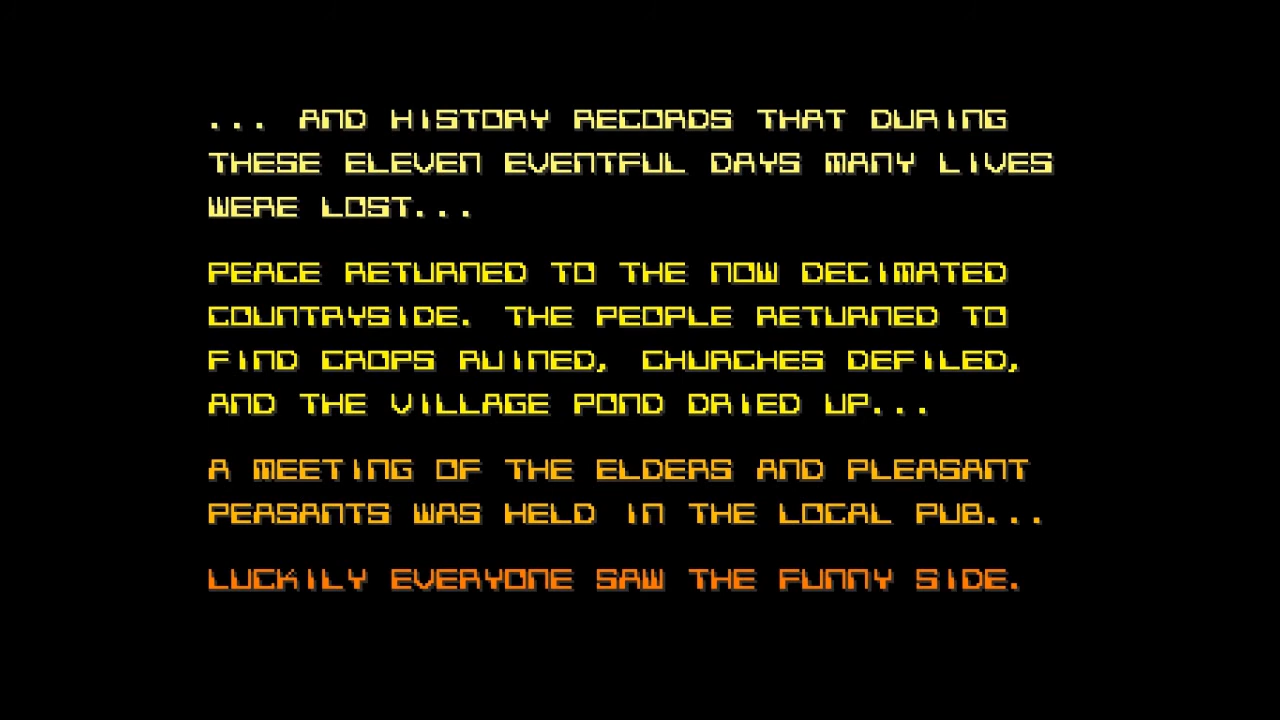 ... AND HISTORY RECORDS THAT DURING
THESE ELEVEN EVENTFUL DAYS MANY LIVES
WERE LOST...
PEACE RETURNED TO THE NOW DECIMATED
COUNTRYSIDE. THE PEOPLE RETURNED TO
FIND CROPS RUINED, CHURCHES DEFILED,
AND THE VILLAGE POND DRIED UP...
A MEETING OF THE ELDERS AND PLEASANT
PEASANTS WAS HELD IN THE LOCAL PUB...
LUCKILY EVERYONE SAW THE FUNNY SIDE.